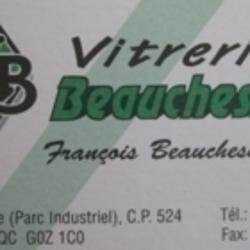 B
Vitreri
Beauches
François Beauches
e (Parc Industriel), C.P. 524
Tél.:
QC G0Z 1C0
Fax: